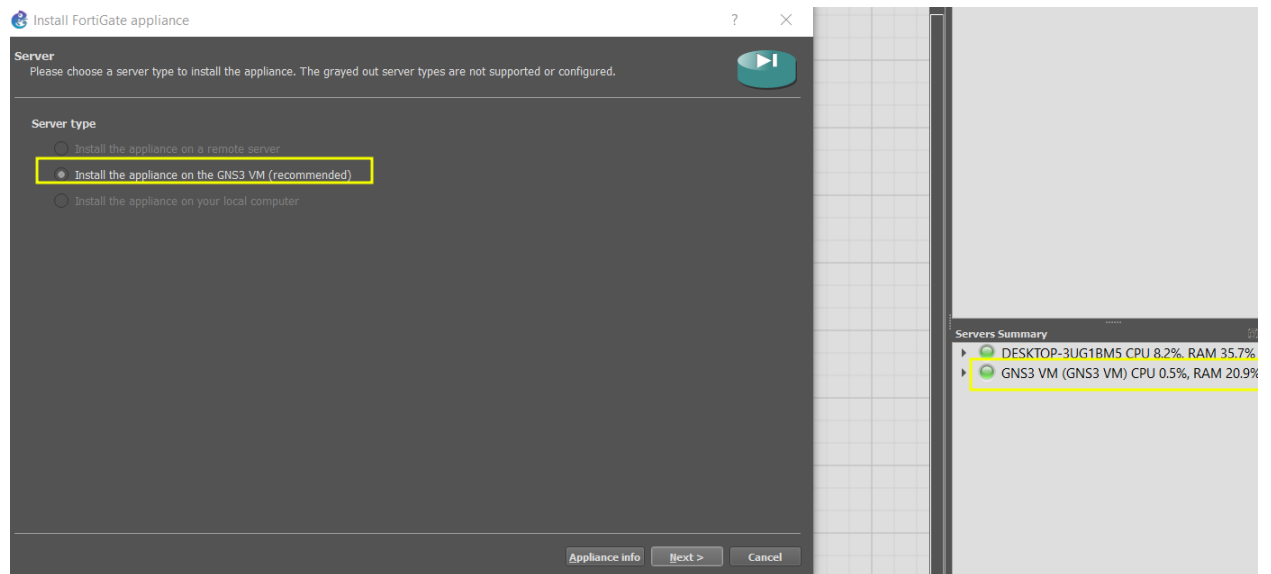 Install FortiGate appliance
Server
Please choose a server type to install the appliance. The grayed out server types are not supported or configured.
Server type
Install the appliance on a remote server
Install the appliance on the GNS3 VM (recommended)
Install the appliance on your local computer
Appliance info
Next >
Cancel
Servers Summary
DESKTOP-3UG1BM5 CPU 8.2%. RAM 35.7%
GNS3 VM (GNS3 VM) CPU 0.5%, RAM 20.9%